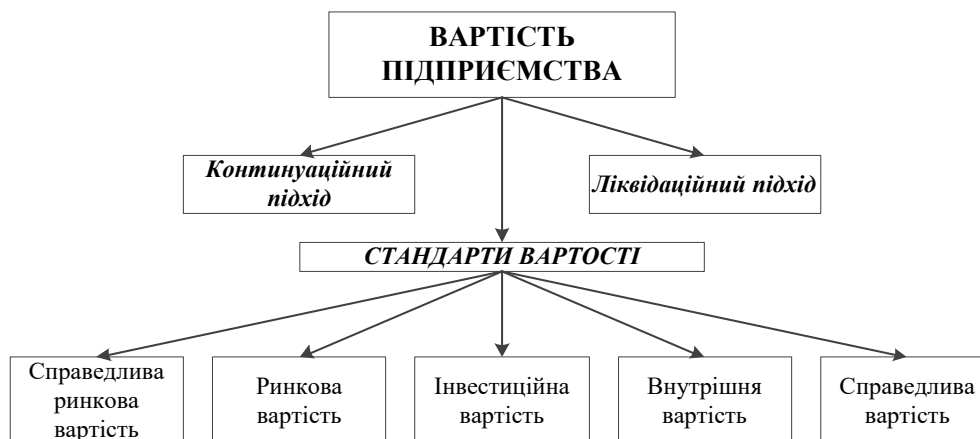 ВАРТІСТЬ
ПІДПРИЄМСТВА
Континуаційний
підхід
Ліквідаційний підхід
СТАНДАРТИ ВАРТОСТІ
Справедлива
ринкова
вартість
Ринкова
вартість
Інвестиційна
вартість
Внутрішня
вартість
Справедлива
вартість